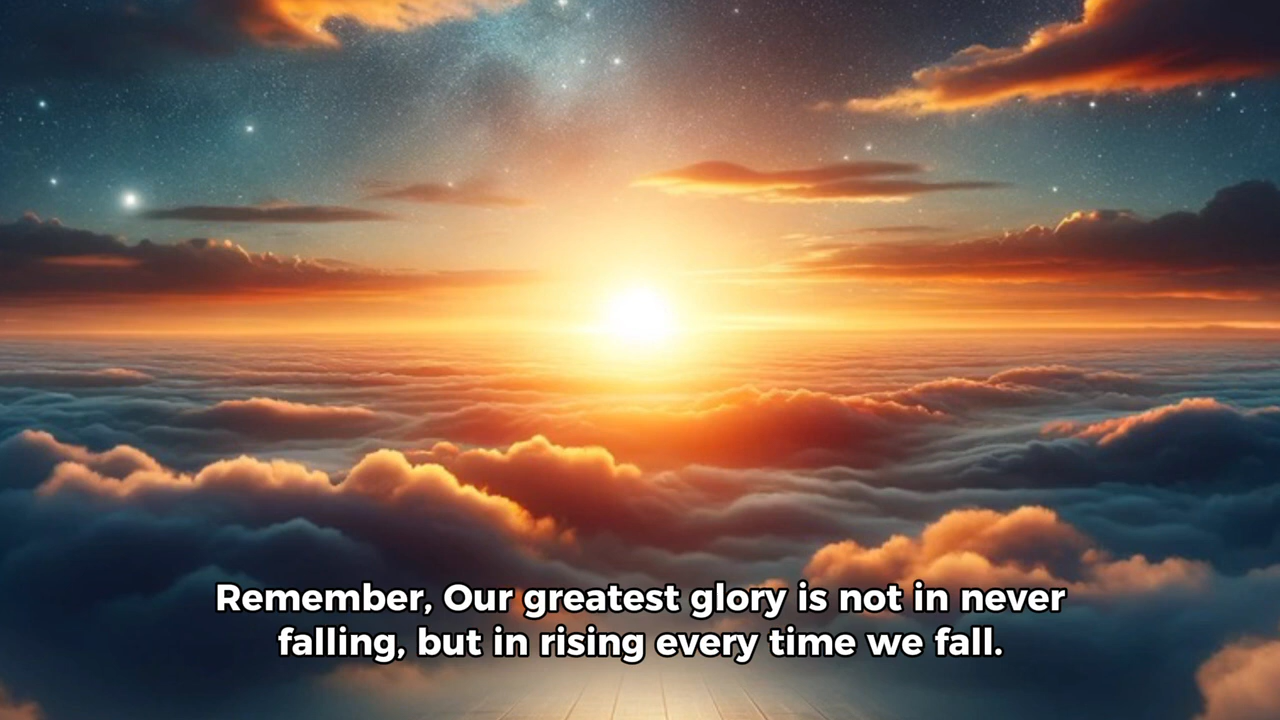 Remember, Our greatest glory is not in never
falling, but in rising every time we fall.